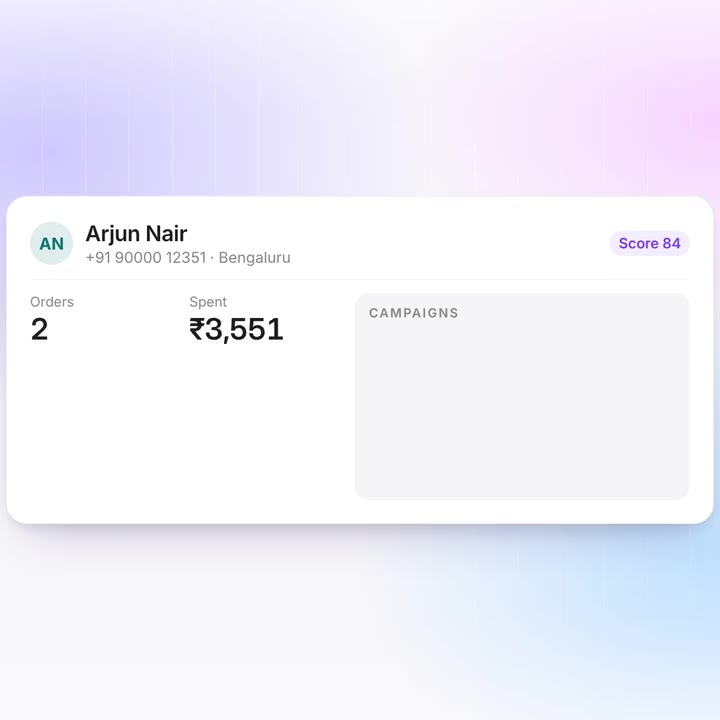 AN
Arjun Nair
+91 90000 12351 · Bengaluru
Score 84
Orders
2
Spent
₹3,551
CAMPAIGNS